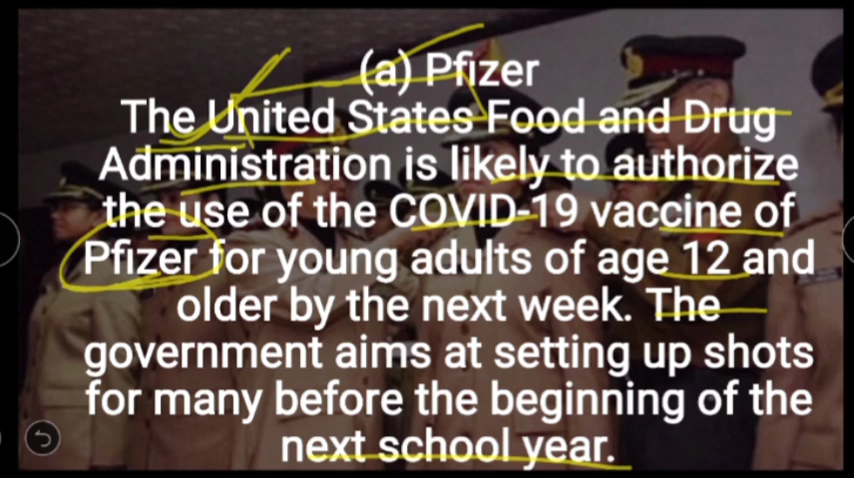 (a) Pfizer
The United States Food and Drug
Administration is likely to authorize
the use of the COVID-19 vaccine of
Pfizer for young adults of age 12 and
older by the next week. The
government aims at setting up shots
for many before the beginning of the
next school year.